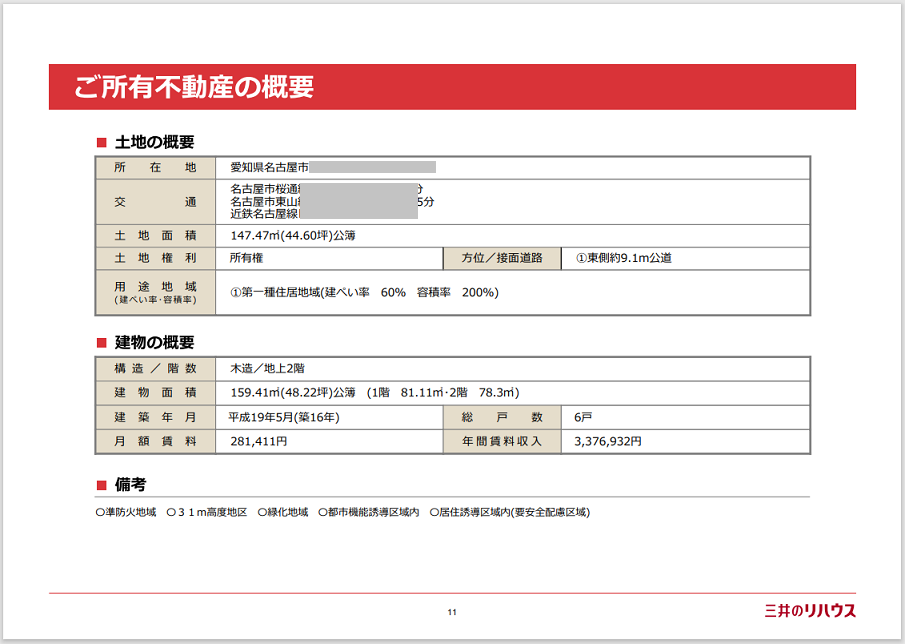 ご所有不動産の概要
■ 土地の概要
所在地 愛知県名古屋市
交通 名古屋市桜通 分
名古屋市東山 5分
近鉄名古屋線
土地面積 147.47㎡(44.60坪)公簿
土地権利 所有権 方位／接面道路 ①東側約9.1m公道
用途地域 ①第一種住居地域(建ぺい率 60% 容積率 200%)
(建ぺい率･容積率)
■ 建物の概要
構造／階数 木造／地上2階
建物面積 159.41㎡(48.22坪)公簿 (1階 81.11㎡･2階 78.3㎡)
建築年月 平成19年5月(築16年) 総戸数 6戸
月額賃料 281,411円 年間賃料収入 3,376,932円
■ 備考
○準防火地域 ○３１m高度地区 ○緑化地域 ○都市機能誘導区域内 ○居住誘導区域内(要安全配慮区域)
11
三井のリハウス